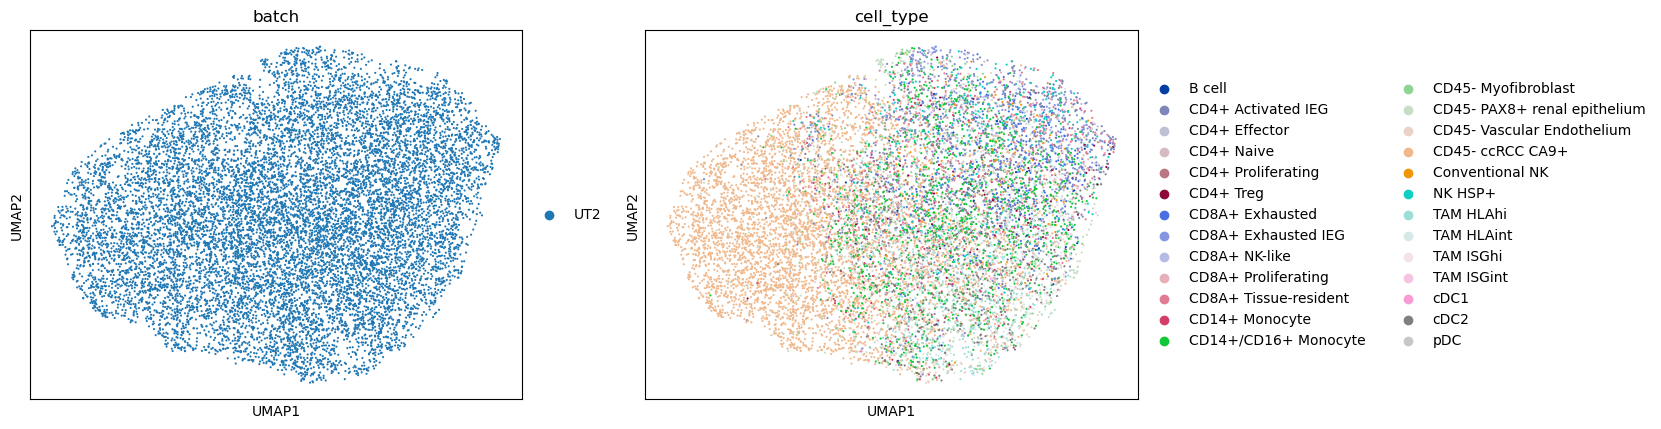 batch
UMAP2
UMAP1
UT2
cell_type
UMAP2
UMAP1
B cell
CD4+ Activated IEG
CD4+ Effector
CD4+ Naive
CD4+ Proliferating
CD4+ Treg
CD8A+ Exhausted
CD8A+ Exhausted IEG
CD8A+ NK-like
CD8A+ Proliferating
CD8A+ Tissue-resident
CD14+ Monocyte
CD14+/CD16+ Monocyte
CD45- Myofibroblast
CD45- PAX8+ renal epithelium
CD45- Vascular Endothelium
CD45- ccRCC CA9+
Conventional NK
NK HSP+
TAM HLAhi
TAM HLAint
TAM ISGhi
TAM ISGint
cDC1
cDC2
pDC